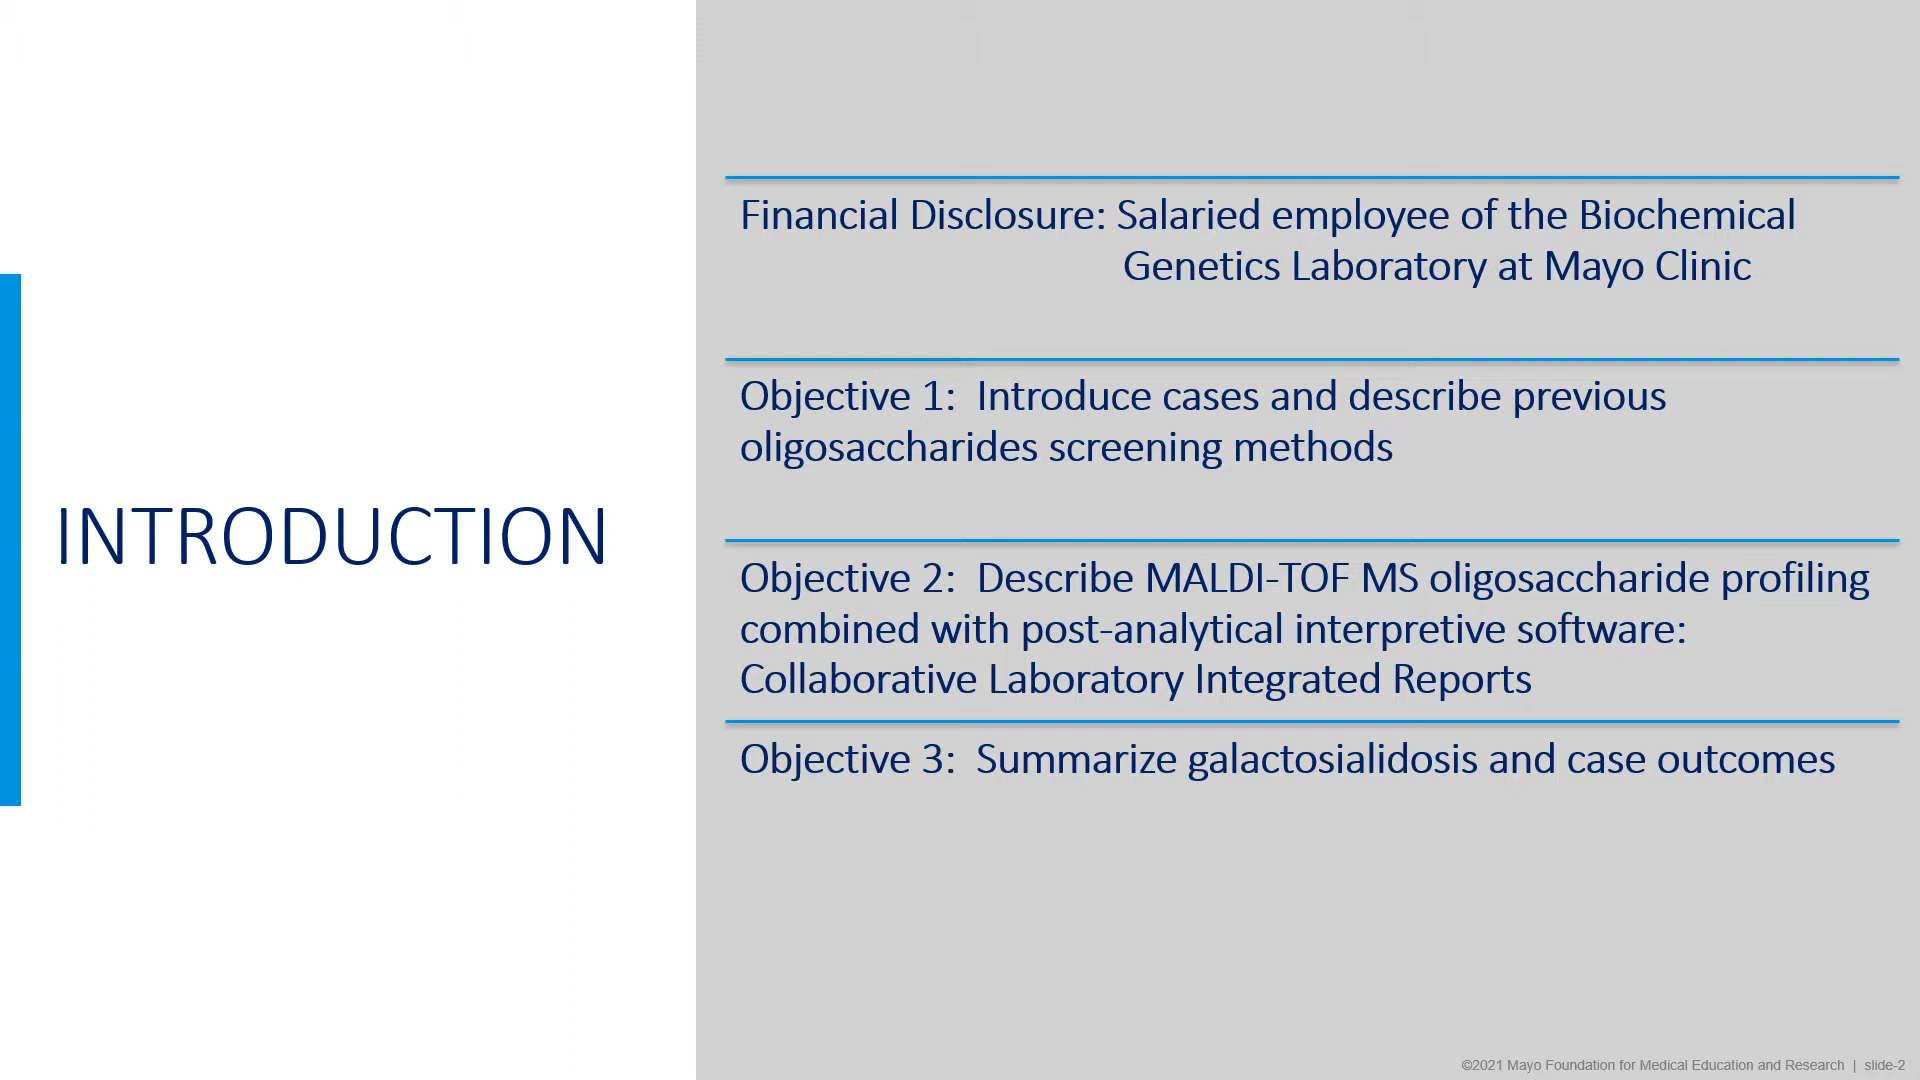 INTRODUCTION
Financial Disclosure: Salaried employee of the Biochemical
Genetics Laboratory at Mayo Clinic
Objective 1:  Introduce cases and describe previous
oligosaccharides screening methods
Objective 2:  Describe MALDI-TOF MS oligosaccharide profiling
combined with post-analytical interpretive software:
Collaborative Laboratory Integrated Reports
Objective 3:  Summarize galactosialidosis and case outcomes
©2021 Mayo Foundation for Medical Education and Research  |  slide-2